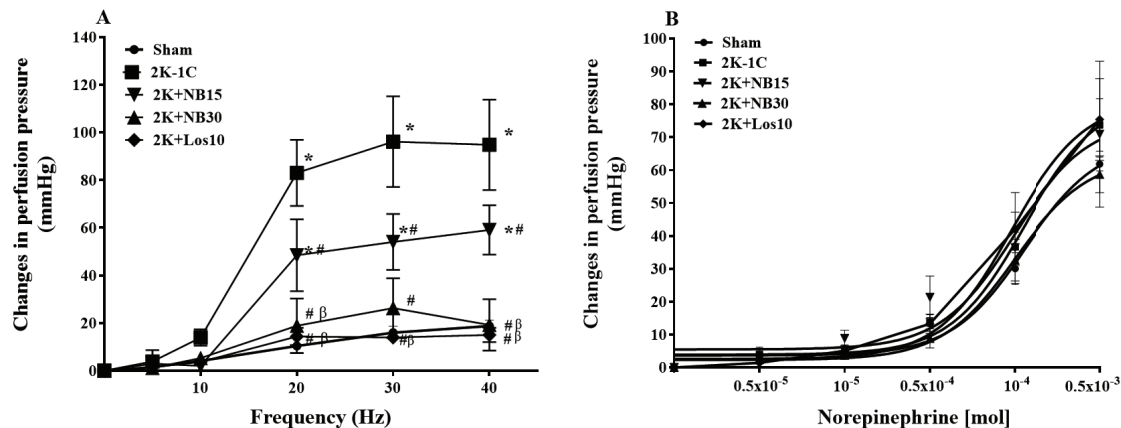 A
Changes in perfusion pressure
(mmHg)
140
120
100
80
60
40
20
0
Sham
2K-1C
2K+NB15
2K+NB30
2K+Los10
*
*
*
*#
*#
*#
# β
#
# β
# β
#β
# β
10
20
30
40
Frequency (Hz)
B
Changes in perfusion pressure
(mmHg)
100
90
80
70
60
50
40
30
20
10
0
Sham
2K-1C
2K+NB15
2K+NB30
2K+Los10
0.5x10⁻⁵
10⁻⁵
0.5x10⁻⁴
10⁻⁴
0.5x10⁻³
Norepinephrine [mol]